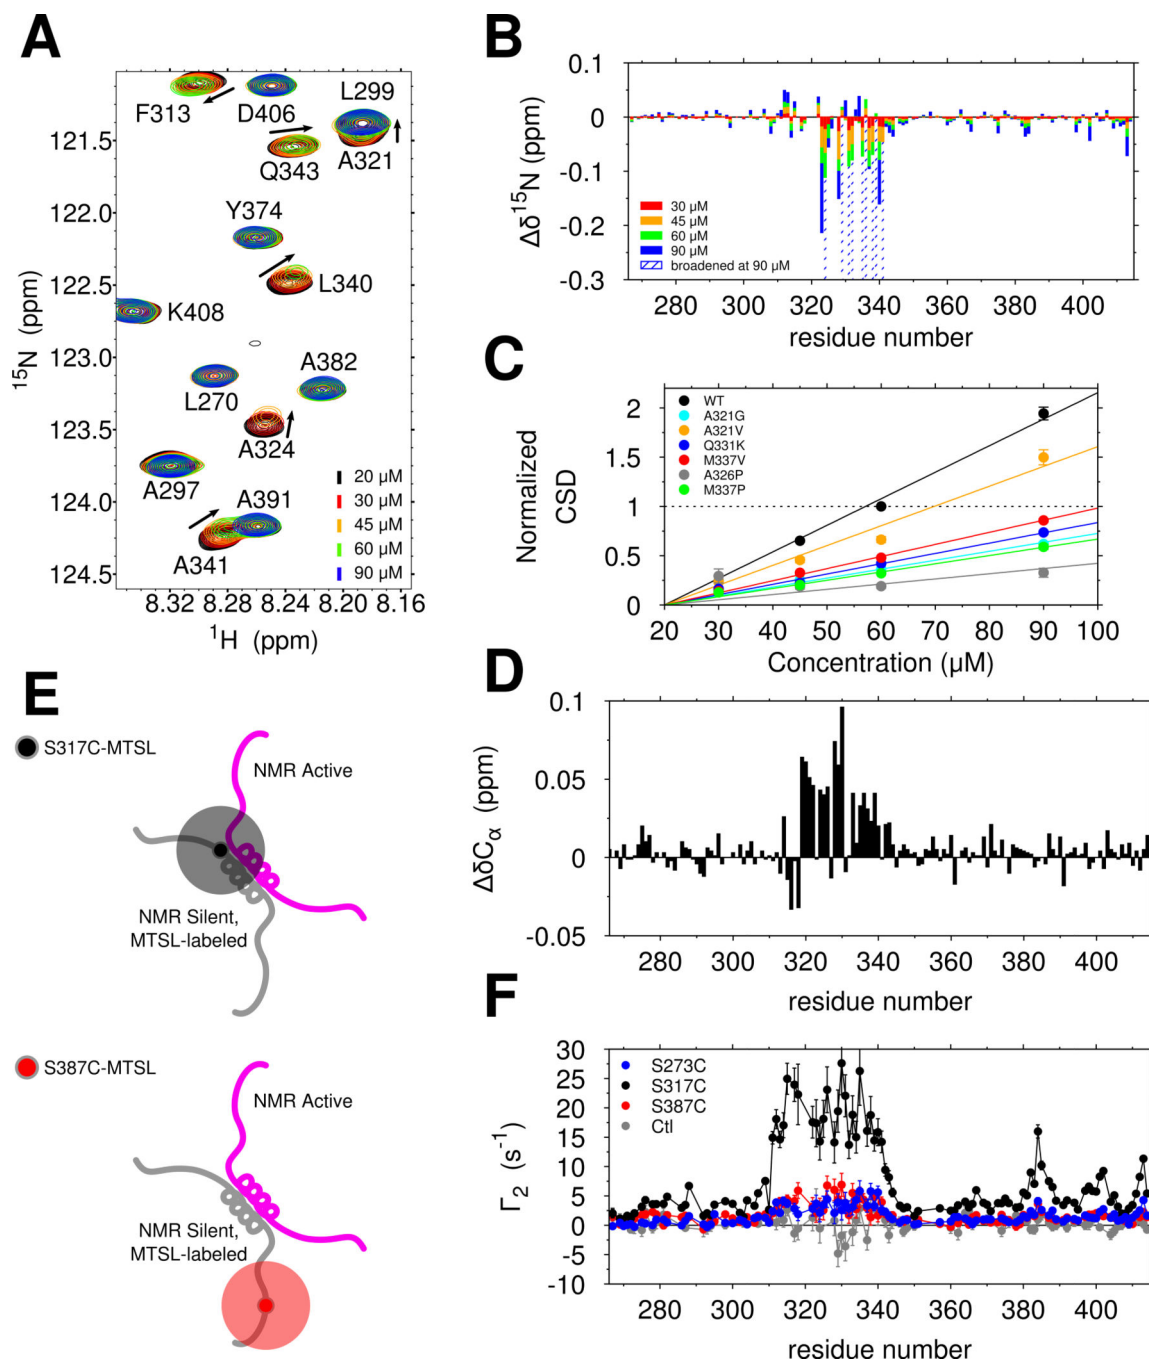 A
F313
D406
L299
Q343
A321
Y374
L340
K408
A382
L270
A324
A297
A391
A341
20 µM
30 µM
45 µM
60 µM
90 µM
121.5
122.0
122.5
123.0
123.5
124.0
124.5
¹⁵N (ppm)
8.32 8.28 8.24 8.20 8.16
¹H (ppm)
B
0.1
0
-0.1
-0.2
-0.3
Δδ¹⁵N (ppm)
30 µM
45 µM
60 µM
90 µM
broadened at 90 µM
280 300 320 340 360 380 400
residue number
C
2
1.5
1
0.5
0
Normalized
CSD
WT
A321G
A321V
Q331K
M337V
A326P
M337P
20 30 40 50 60 70 80 90 100
Concentration (µM)
D
0.1
0.05
0
-0.05
ΔδCα (ppm)
280 300 320 340 360 380 400
residue number
E
S317C-MTSL
NMR Active
NMR Silent,
MTSL-labeled
S387C-MTSL
NMR Active
NMR Silent,
MTSL-labeled
F
30
25
20
15
10
5
0
-5
-10
Γ₂ (s⁻¹)
S273C
S317C
S387C
Ctl
280 300 320 340 360 380 400
residue number